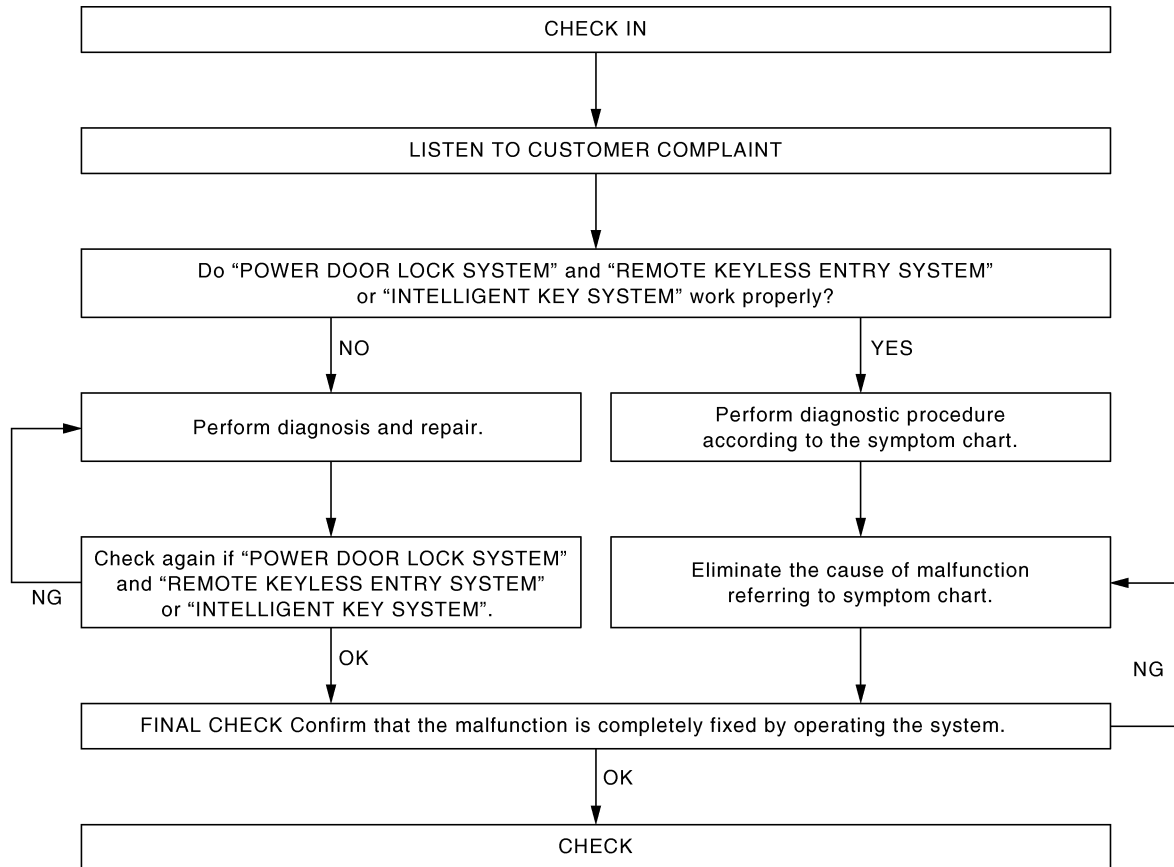 CHECK IN
LISTEN TO CUSTOMER COMPLAINT
Do “POWER DOOR LOCK SYSTEM” and “REMOTE KEYLESS ENTRY SYSTEM”
or “INTELLIGENT KEY SYSTEM” work properly?
NO
YES
Perform diagnosis and repair.
Perform diagnostic procedure
according to the symptom chart.
Check again if “POWER DOOR LOCK SYSTEM”
and “REMOTE KEYLESS ENTRY SYSTEM”
or “INTELLIGENT KEY SYSTEM”.
NG
Eliminate the cause of malfunction
referring to symptom chart.
OK
NG
FINAL CHECK Confirm that the malfunction is completely fixed by operating the system.
OK
CHECK